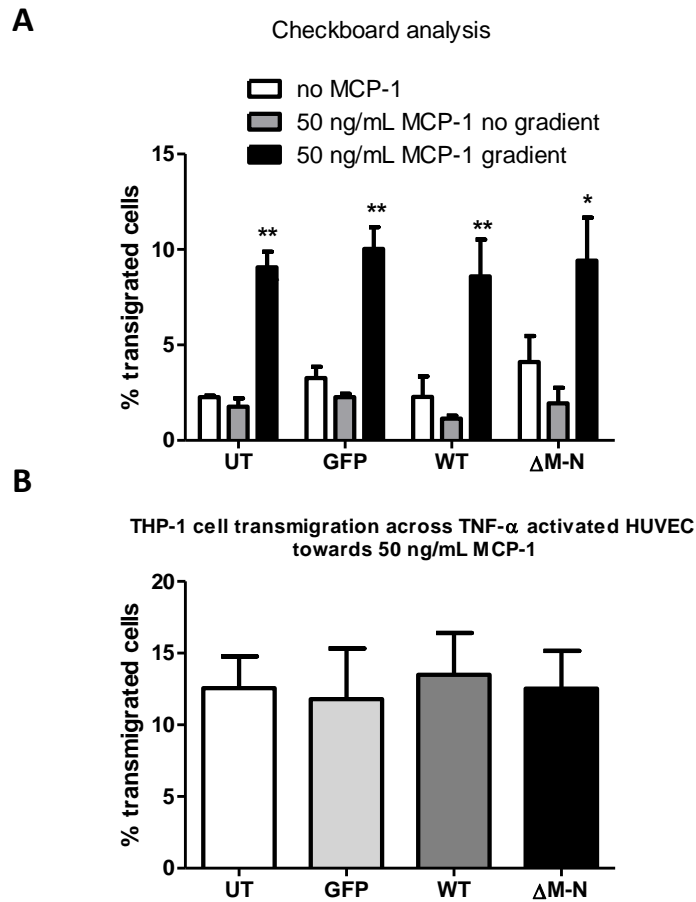 A
Checkboard analysis
no MCP-1
50 ng/mL MCP-1 no gradient
50 ng/mL MCP-1 gradient
15
10
5
0
% transigrated cells
**
**
**
*
UT GFP WT ΔM-N
B
THP-1 cell transmigration across TNF-α activated HUVEC
towards 50 ng/mL MCP-1
20
15
10
5
0
% transmigrated cells
UT GFP WT ΔM-N